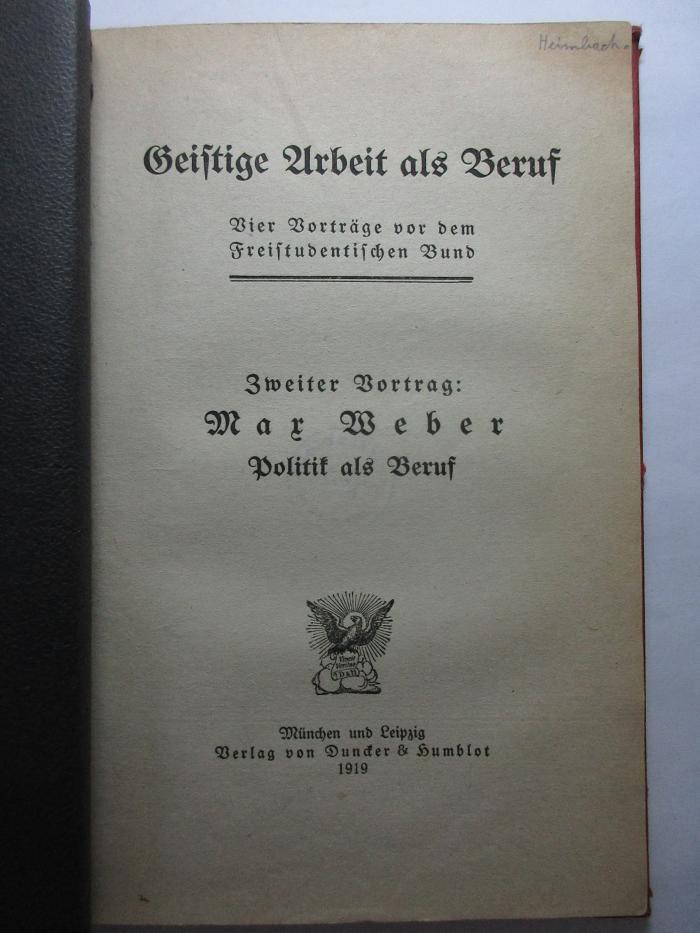 Heimbach.
Geiſtige Arbeit als Beruf
Vier Vorträge vor dem
Freiſtudentiſchen Bund
Zweiter Vortrag:
Max Weber
Politik als Beruf
München und Leipzig
Verlag von Duncker & Humblot
1919